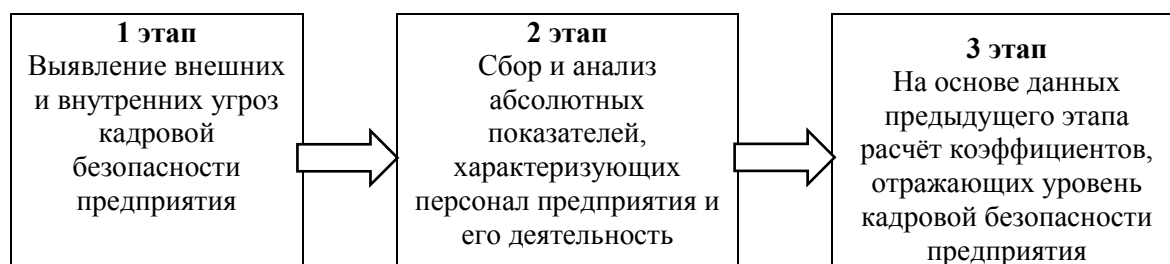 1 этап
Выявление внешних
и внутренних угроз
кадровой
безопасности
предприятия
2 этап
Сбор и анализ
абсолютных
показателей,
характеризующих
персонал предприятия и
его деятельность
3 этап
На основе данных
предыдущего этапа
расчёт коэффициентов,
отражающих уровень
кадровой безопасности
предприятия